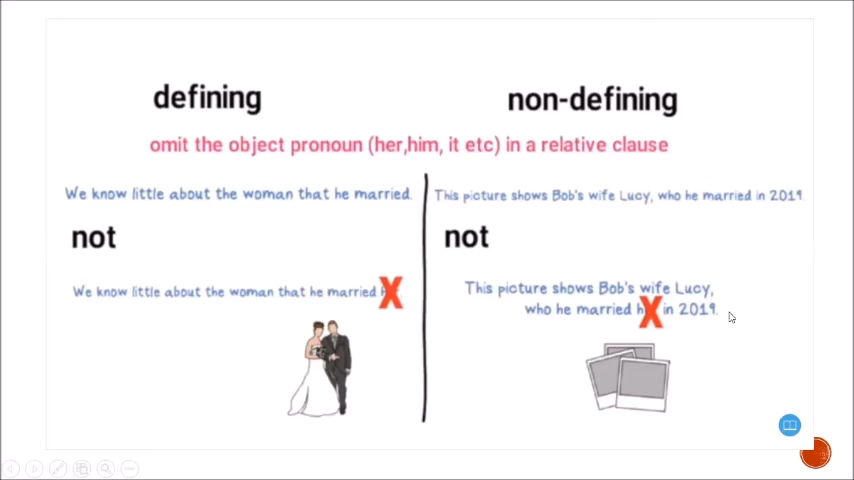 defining
non-defining
omit the object pronoun (her,him, it etc) in a relative clause
We know little about the woman that he married.
This picture shows Bob's wife Lucy, who he married in 2019.
not
not
We know little about the woman that he married
X
This picture shows Bob's wife Lucy,
who he married in 2019.
X